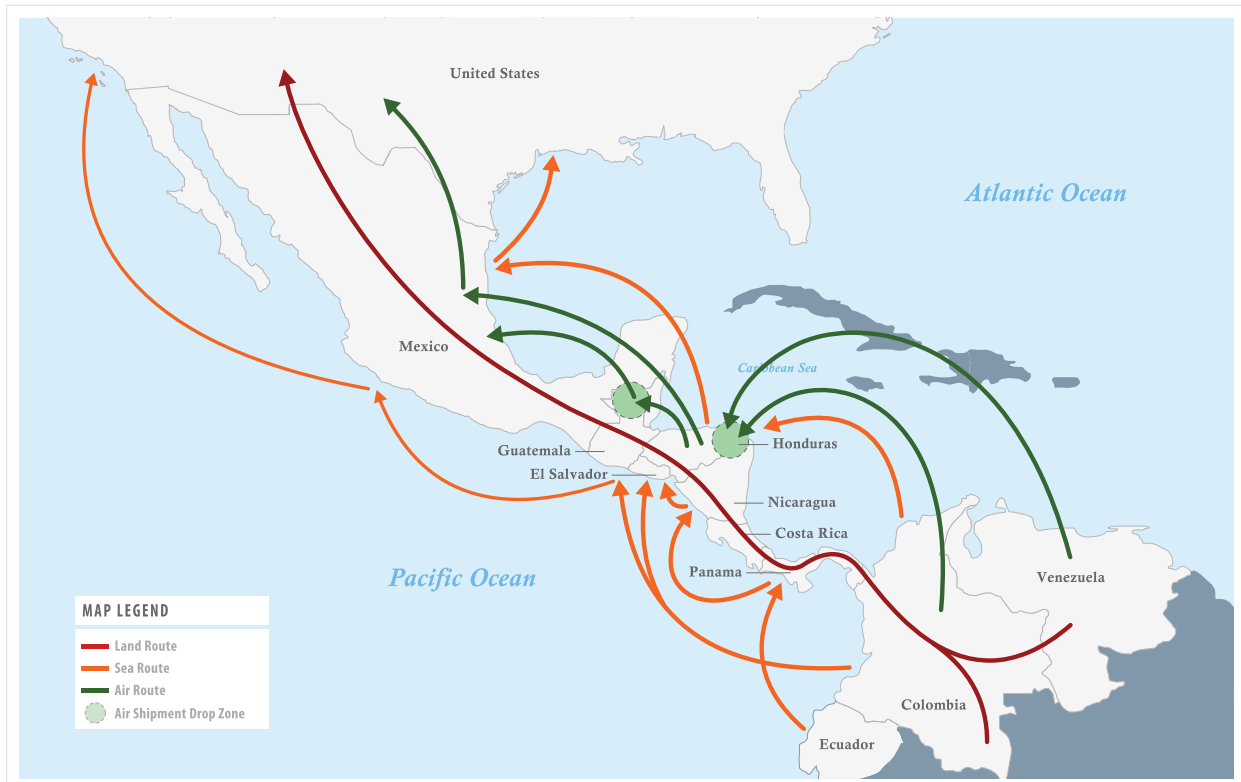 United States
Atlantic Ocean
Mexico
Caribbean Sea
Guatemala
Honduras
El Salvador
Nicaragua
Costa Rica
Panama
Pacific Ocean
Venezuela
MAP LEGEND
Land Route
Sea Route
Air Route
Air Shipment Drop Zone
Colombia
Ecuador